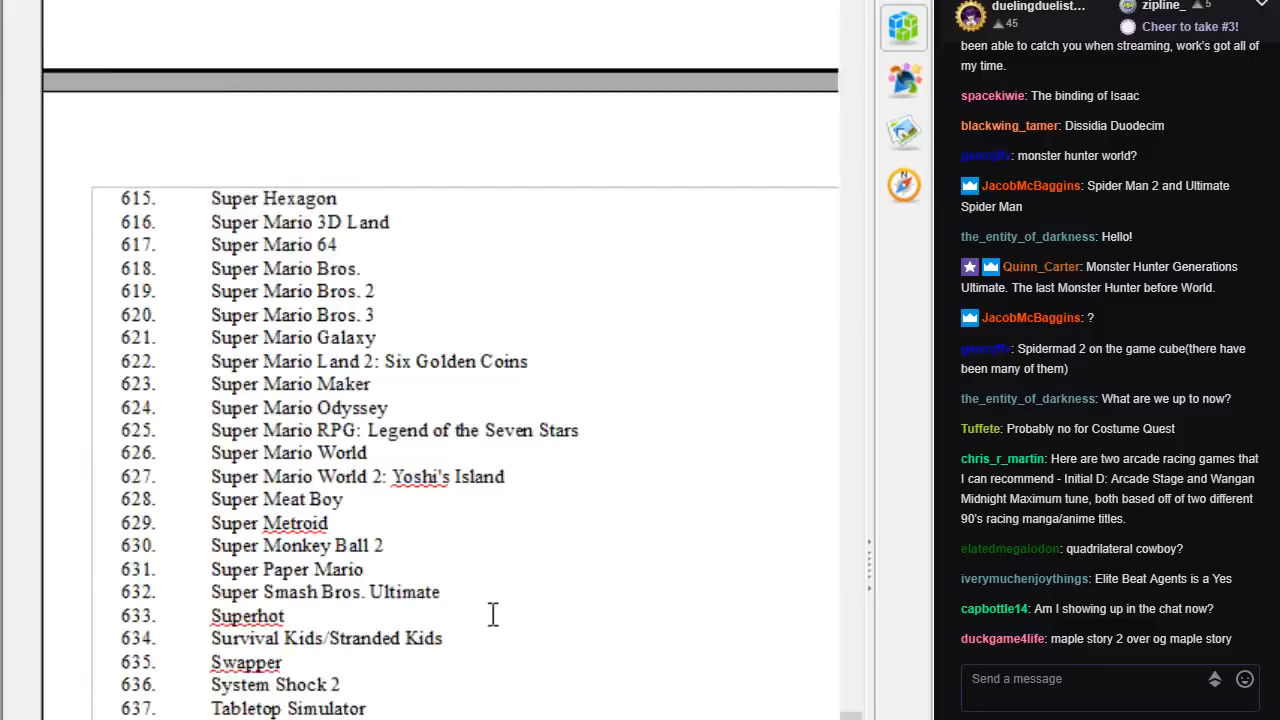 615. Super Hexagon
616. Super Mario 3D Land
617. Super Mario 64
618. Super Mario Bros.
619. Super Mario Bros. 2
620. Super Mario Bros. 3
621. Super Mario Galaxy
622. Super Mario Land 2: Six Golden Coins
623. Super Mario Maker
624. Super Mario Odyssey
625. Super Mario RPG: Legend of the Seven Stars
626. Super Mario World
627. Super Mario World 2: Yoshi's Island
628. Super Meat Boy
629. Super Metroid
630. Super Monkey Ball 2
631. Super Paper Mario
632. Super Smash Bros. Ultimate
633. Superhot
634. Survival Kids/Stranded Kids
635. Swapper
636. System Shock 2
637. Tabletop Simulator
N
duelingduelist...
45
zipline_ 5
Cheer to take #3!
been able to catch you when streaming, work's got all of
my time.
spacekiwie: The binding of Isaac
blackwing_tamer: Dissidia Duodecim
monster hunter world?
JacobMcBaggins: Spider Man 2 and Ultimate
Spider Man
the_entity_of_darkness: Hello!
Quinn_Carter: Monster Hunter Generations
Ultimate. The last Monster Hunter before World.
JacobMcBaggins: ?
Spidermad 2 on the game cube(there have
been many of them)
the_entity_of_darkness: What are we up to now?
Tuffete: Probably no for Costume Quest
chris_r_martin: Here are two arcade racing games that
I can recommend - Initial D: Arcade Stage and Wangan
Midnight Maximum tune, both based off of two different
90's racing manga/anime titles.
elatedmegalodon: quadrilateral cowboy?
iverymuchenjoythings: Elite Beat Agents is a Yes
capbottle14: Am I showing up in the chat now?
duckgame4life: maple story 2 over og maple story
Send a message